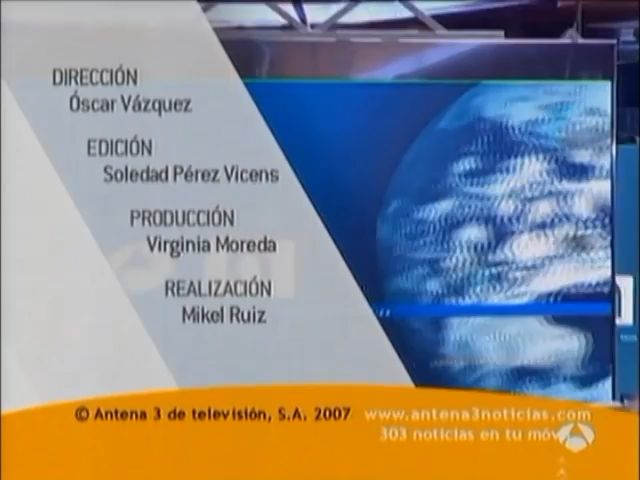 DIRECCIÓN
Óscar Vázquez
EDICIÓN
Soledad Pérez Vicens
PRODUCCIÓN
Virginia Moreda
REALIZACIÓN
Mikel Ruiz
© Antena 3 de televisión, S.A. 2007 www.antena3noticias.com
303 noticias en tu